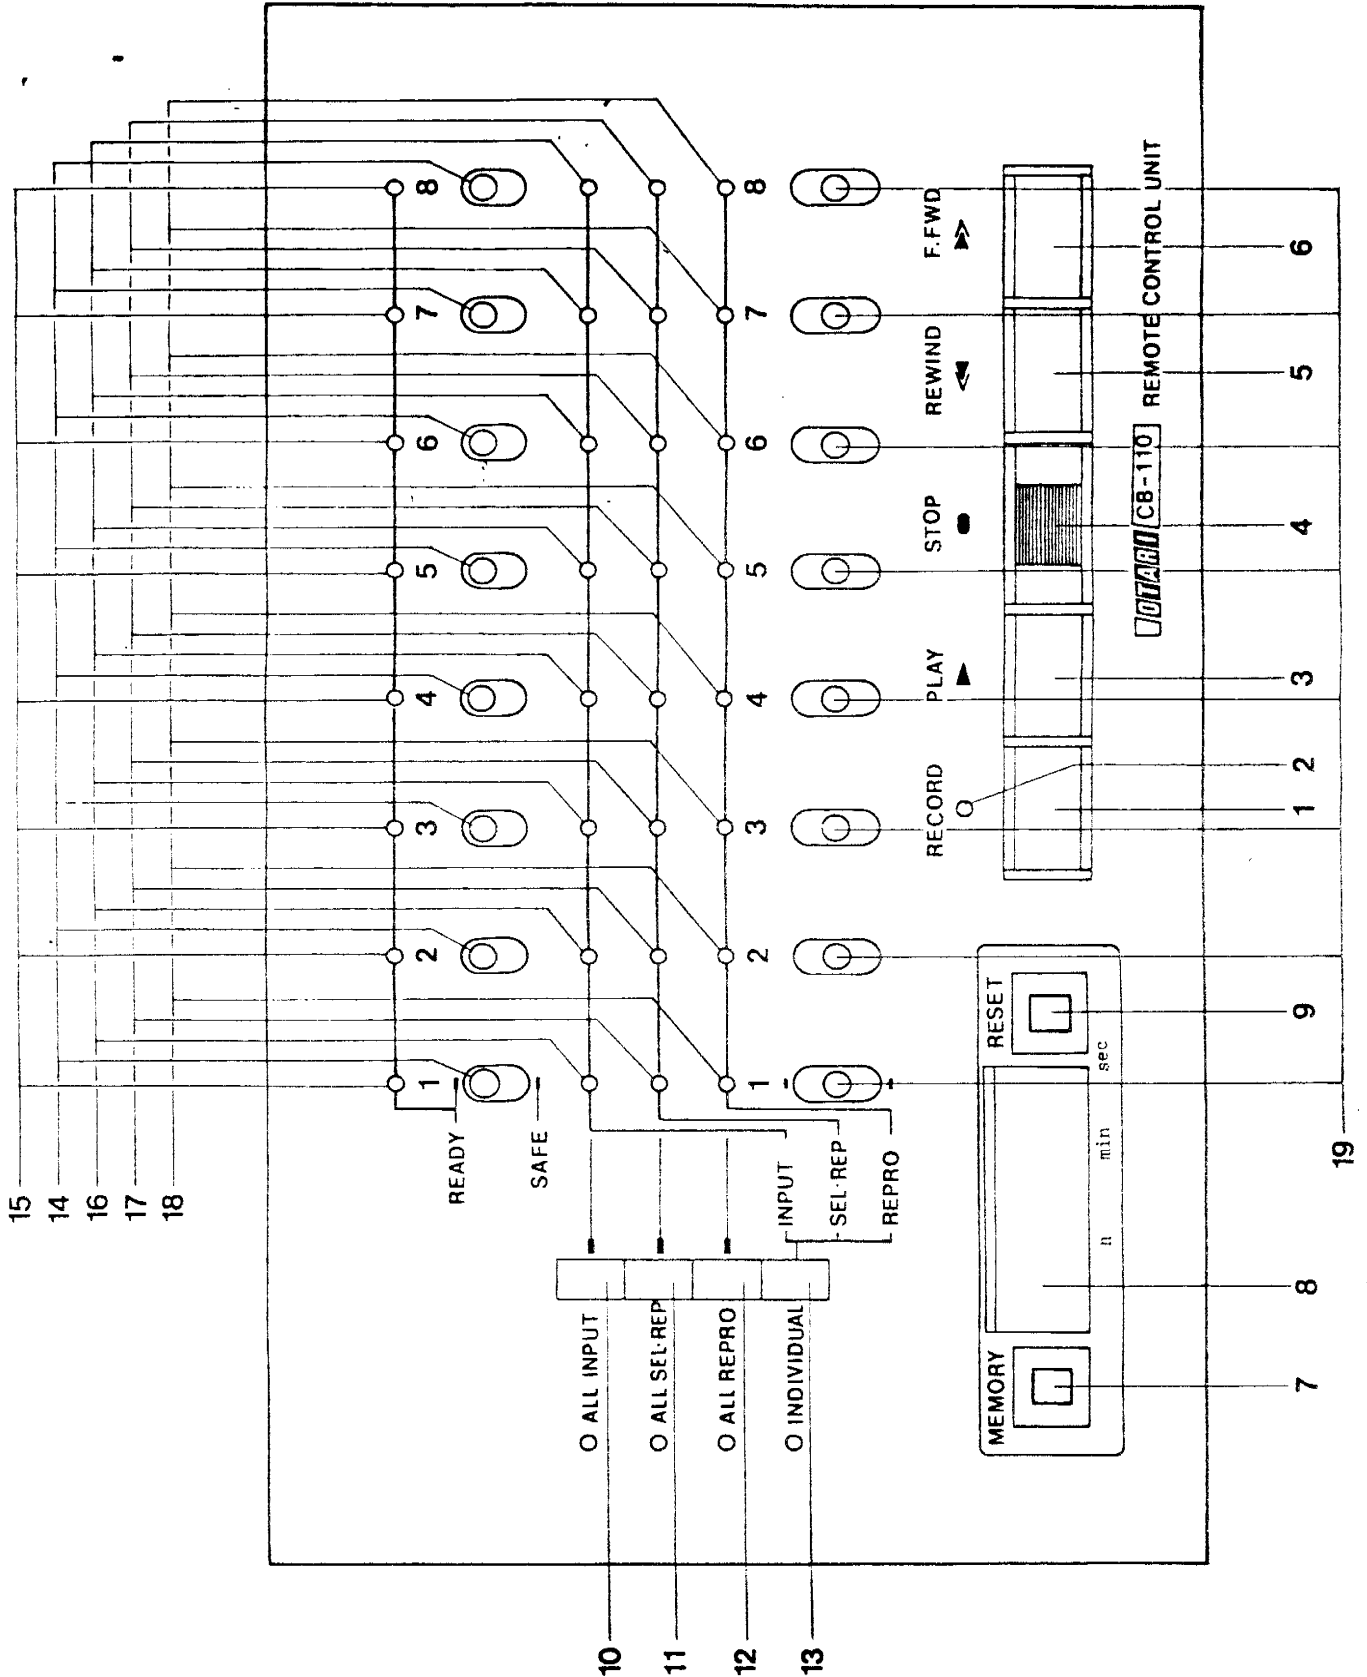 15
14
16
17
18
1 2 3 4 5 6 7 8
READY
SAFE
ALL INPUT
ALL SEL·REP
ALL REPRO
INDIVIDUAL
10
11
12
13
1 2 3 4 5 6 7 8
INPUT
SEL·REP
REPRO
RECORD
PLAY
STOP
REWIND
F.FWD
MEMORY
RESET
min
sec
OTARI CB-110 REMOTE CONTROL UNIT
7 8 9 1 2 3 4 5 6
19